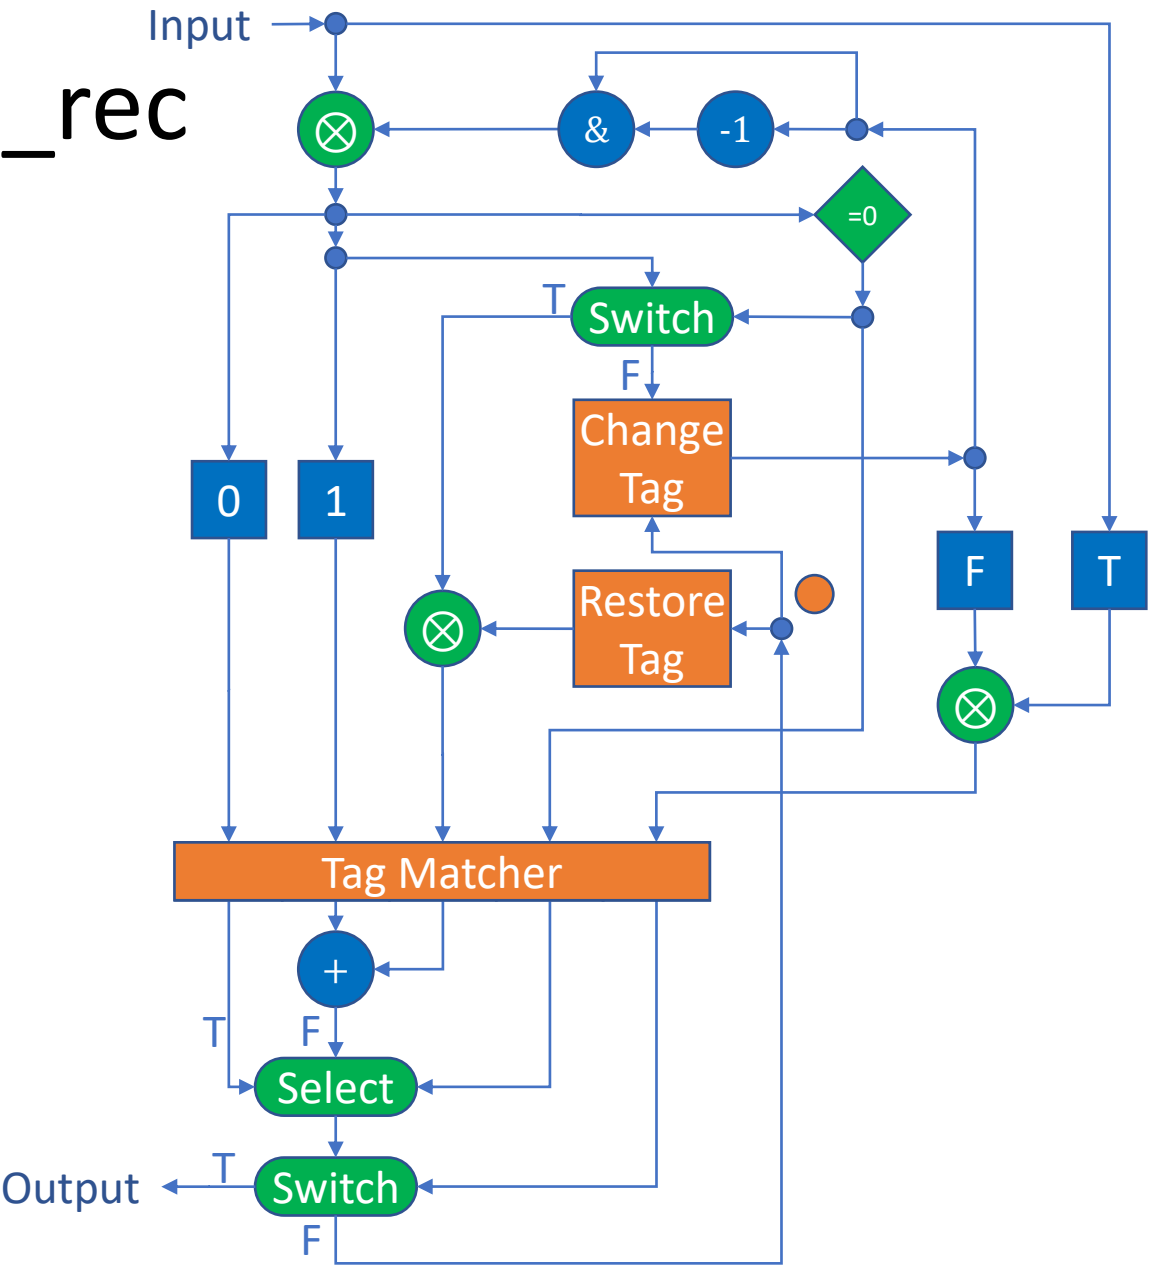 Input
_rec
⊗
&
-1
=0
T
Switch
F
Change
Tag
0
1
F
T
Restore
Tag
⊗
⊗
Tag Matcher
+
T
F
Select
T
Output
Switch
F